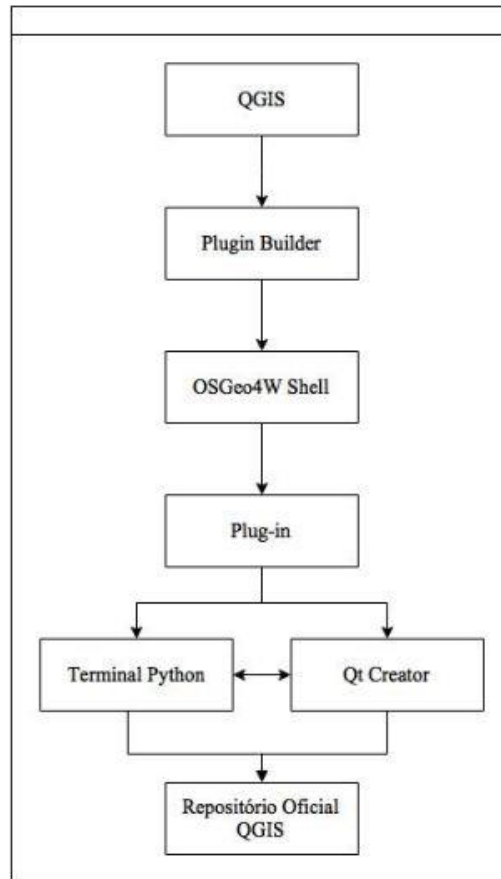 QGIS
Plugin Builder
OSGeo4W Shell
Plug-in
Terminal Python
Qt Creator
Repositório Oficial
QGIS